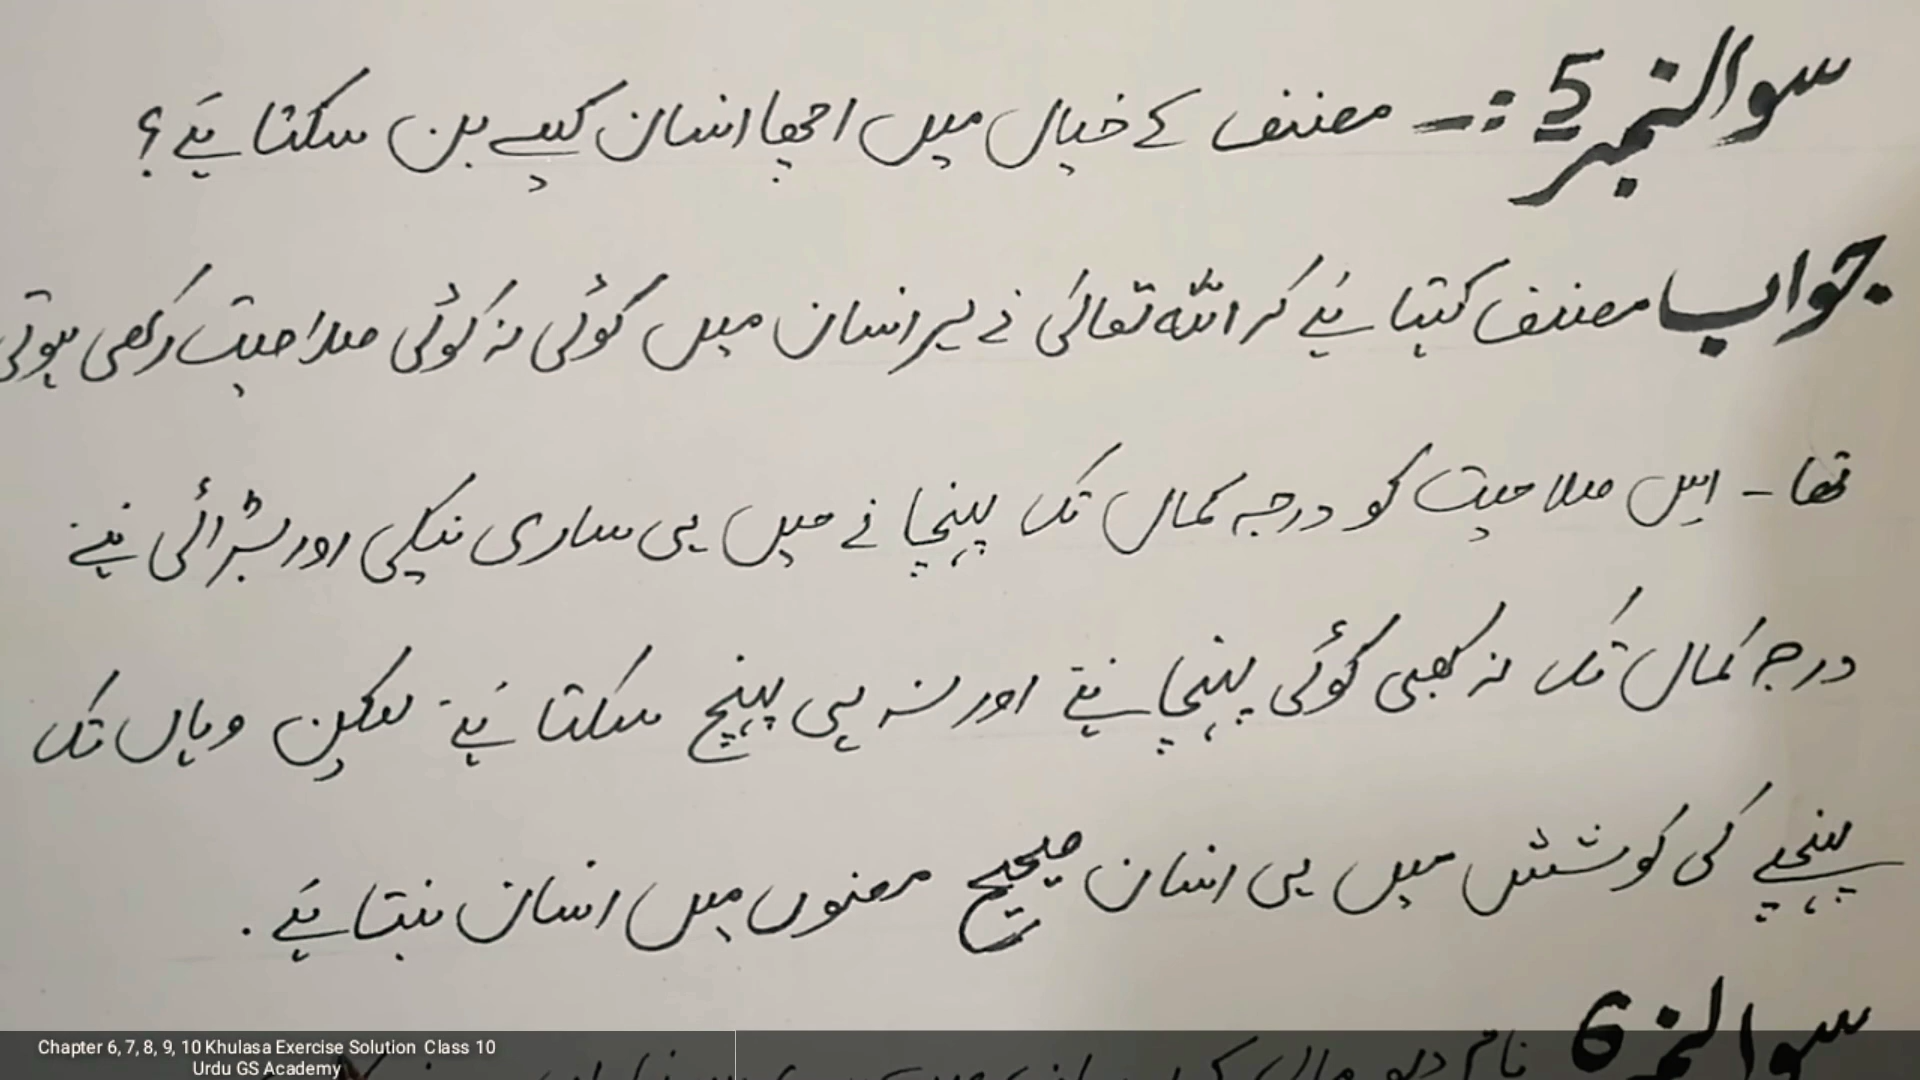 سوال نمبر 5 :- مصنف کے خیال میں اچھا انسان کیسے بن سکتا ہے؟
جواب مصنف کہتا ہے کہ اللہ تعالیٰ نے ہر انسان میں کوئی نہ کوئی صلاحیت رکھی ہوتی
تھا - اِس صلاحیت کو درجہ کمال تک پہنچانے میں ہی ساری نیکی اور بڑائی ہے
درجہ کمال تک نہ کبھی کوئی پہنچا ہے اور نہ ہی پہنچ سکتا ہے لیکن وہاں تک
پہنچنے کی کوشش میں ہی انسان صحیح معنوں میں انسان بنتا ہے.
سوال نمبر 6 نام دیو مالی کی
Chapter 6, 7, 8, 9, 10 Khulasa Exercise Solution Class 10
Urdu GS Academy